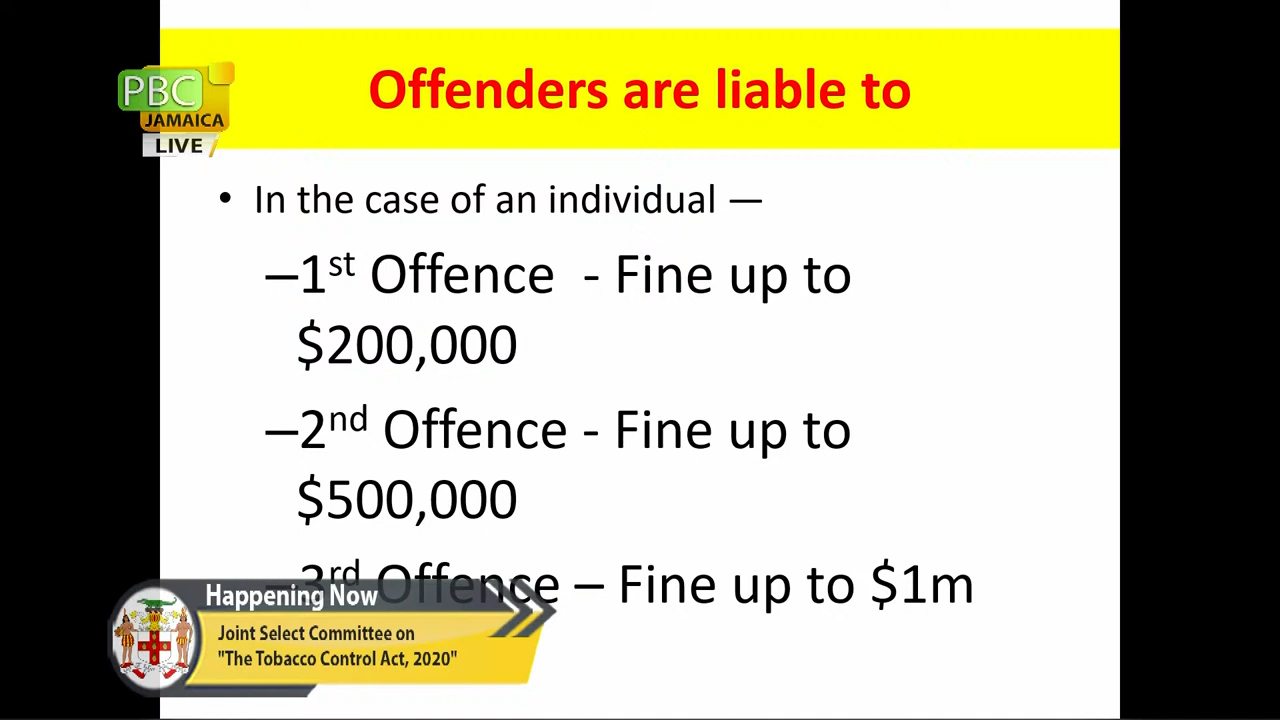 Offenders are liable to
PBC
JAMAICA
LIVE
• In the case of an individual —
–1st Offence - Fine up to
$200,000
–2nd Offence - Fine up to
$500,000
–3rd Offence – Fine up to $1m
Happening Now
Joint Select Committee on
"The Tobacco Control Act, 2020"